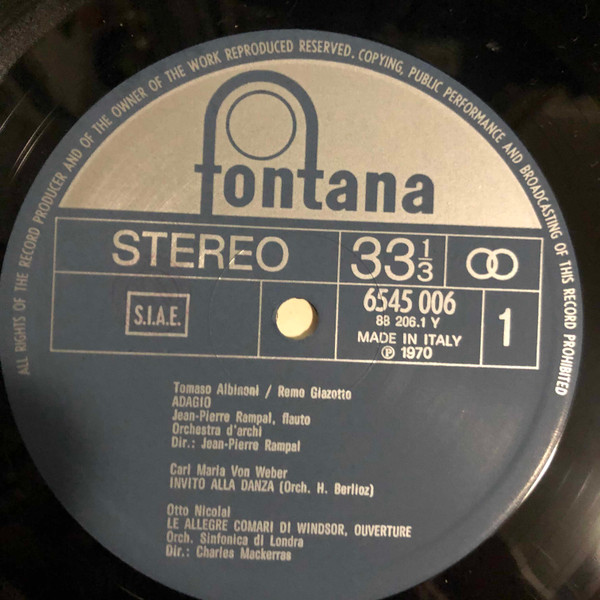 ALL RIGHTS OF THE RECORD PRODUCER AND OF THE OWNER OF THE WORK REPRODUCED RESERVED. COPYING, PUBLIC PERFORMANCE AND BROADCASTING OF THIS RECORD PROHIBITED
fontana
STEREO 33 1/3
S.I.A.E. 6545 006 1
88 206.1 Y
MADE IN ITALY
℗ 1970
Tomaso Albinoni / Remo Giazotto
ADAGIO
Jean-Pierre Rampal, flauto
Orchestra d'archi
Dir.: Jean-Pierre Rampal
Carl Maria Von Weber
INVITO ALLA DANZA (Orch. H. Berlioz)
Otto Nicolai
LE ALLEGRE COMARI DI WINDSOR, OUVERTURE
Orch. Sinfonica di Londra
Dir.: Charles Mackerras